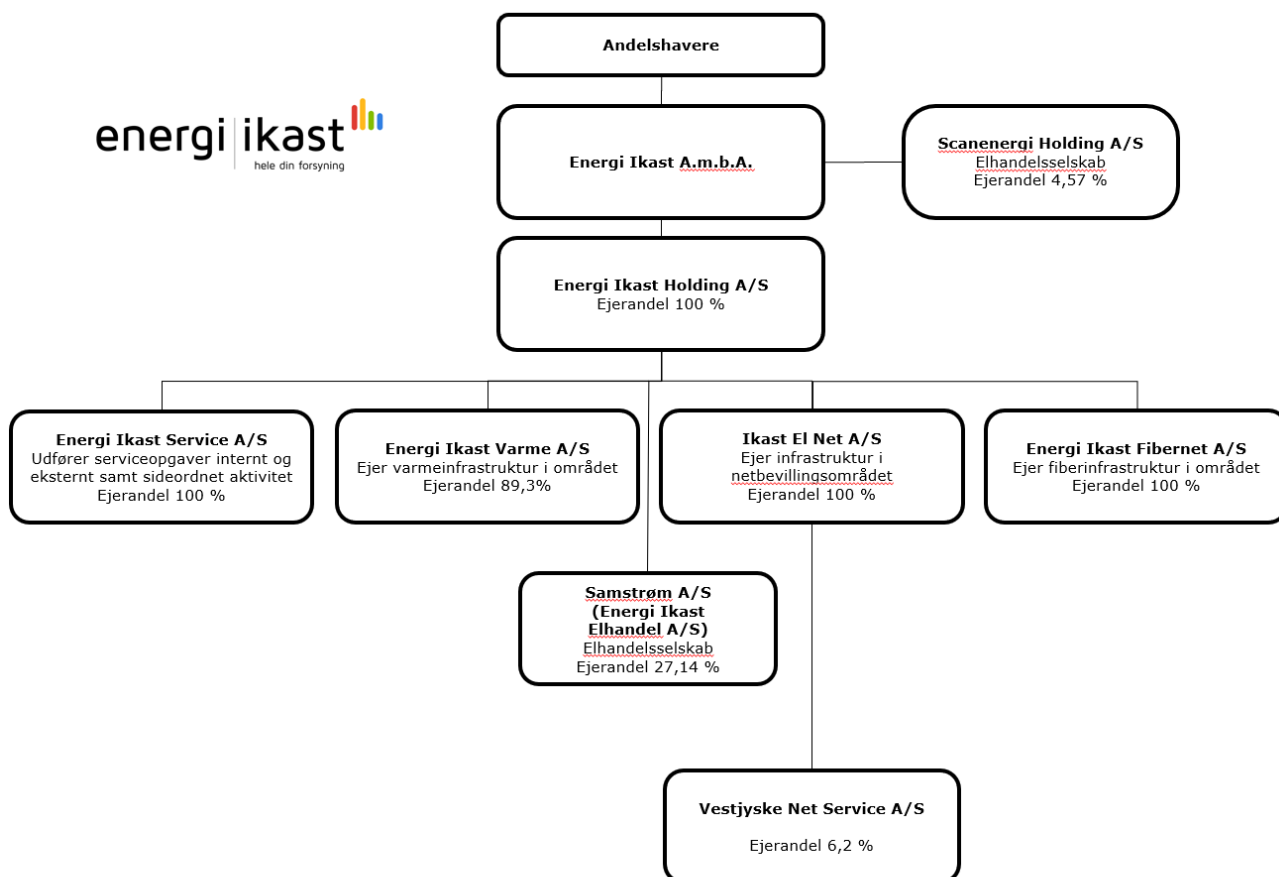 Andelshavere
energi ikast
hele din forsyning
Energi Ikast A.m.b.A.
Scanenergi Holding A/S
Elhandelsselskab
Ejerandel 4,57 %
Energi Ikast Holding A/S
Ejerandel 100 %
Energi Ikast Service A/S
Udfører serviceopgaver internt og
eksternt samt sideordnet aktivitet
Ejerandel 100 %
Energi Ikast Varme A/S
Ejer varmeinfrastruktur i området
Ejerandel 89,3%
Ikast El Net A/S
Ejer infrastruktur i
netbevillingsområdet
Ejerandel 100 %
Energi Ikast Fibernet A/S
Ejer fiberinfrastruktur i området
Ejerandel 100 %
Samstrøm A/S
(Energi Ikast
Elhandel A/S)
Elhandelsselskab
Ejerandel 27,14 %
Vestjyske Net Service A/S
Ejerandel 6,2 %